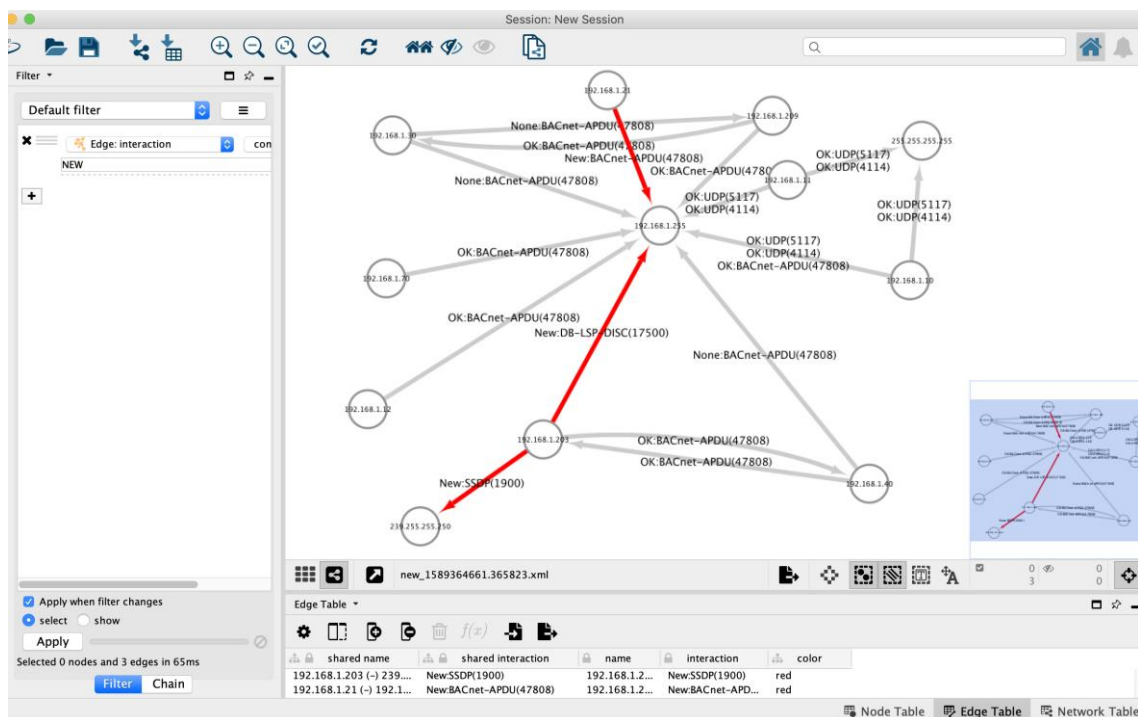 Session: New Session
Filter
Default filter
Edge: interaction
con
NEW
+
Apply when filter changes
select show
Apply
Selected 0 nodes and 3 edges in 65ms
Filter Chain
192.168.1.21
192.168.1.30
192.168.1.209
255.255.255.255
None:BACnet-APDU(47808)
OK:BACnet-APDU(47808)
New:BACnet-APDU(47808)
OK:BACnet-APDU(4780
192.168.1.11
OK:UDP(5117)
OK:UDP(4114)
None:BACnet-APDU(47808)
OK:UDP(5117)
OK:UDP(4114)
OK:UDP(5117)
OK:UDP(4114)
192.168.1.255
OK:UDP(5117)
OK:UDP(4114)
OK:BACnet-APDU(47808)
OK:BACnet-APDU(47808)
192.168.1.70
192.168.1.10
OK:BACnet-APDU(47808)
New:DB-LSP-DISC(17500)
None:BACnet-APDU(47808)
192.168.1.12
192.168.1.203
OK:BACnet-APDU(47808)
OK:BACnet-APDU(47808)
New:SSDP(1900)
192.168.1.40
239.255.255.250
new_1589364661.365823.xml
A
0 0
3 0
Edge Table
f(x)
shared name shared interaction name interaction color
192.168.1.203 (-) 239.... New:SSDP(1900) 192.168.1.2... New:SSDP(1900) red
192.168.1.21 (-) 192.1... New:BACnet-APDU(47808) 192.168.1.2... New:BACnet-APD... red
Node Table Edge Table Network Table